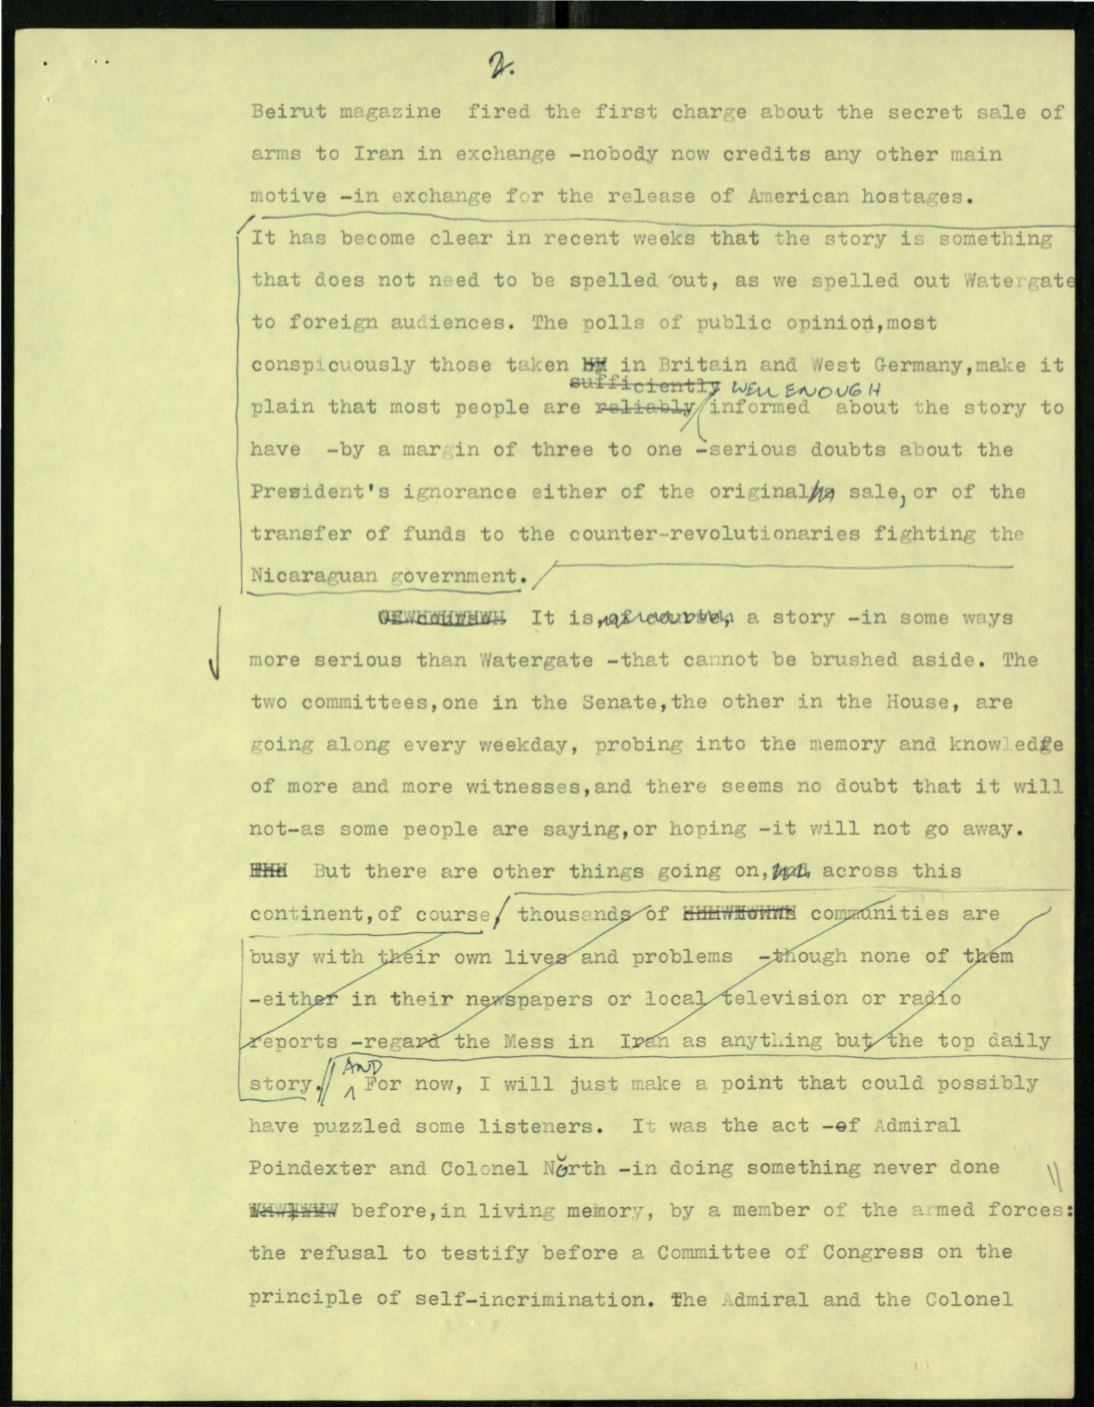 2.
Beirut magazine fired the first charge about the secret sale of
arms to Iran in exchange -nobody now credits any other main
motive -in exchange for the release of American hostages.
It has become clear in recent weeks that the story is something
that does not need to be spelled out, as we spelled out Watergate
to foreign audiences. The polls of public opinion,most
conspicuously those taken in Britain and West Germany,make it
sufficiently WELL ENOUGH
plain that most people are reliably informed about the story to
have -by a margin of three to one -serious doubts about the
President's ignorance either of the original sale, or of the
transfer of funds to the counter-revolutionaries fighting the
Nicaraguan government.
It is, of course, a story -in some ways
more serious than Watergate -that cannot be brushed aside. The
two committees,one in the Senate,the other in the House, are
going along every weekday, probing into the memory and knowledge
of more and more witnesses,and there seems no doubt that it will
not-as some people are saying,or hoping -it will not go away.
But there are other things going on, across this
continent,of course, thousands of communities are
busy with their own lives and problems -though none of them
-either in their newspapers or local television or radio
reports -regard the Mess in Iran as anything but the top daily
AND
story. For now, I will just make a point that could possibly
have puzzled some listeners. It was the act -of Admiral
Poindexter and Colonel North -in doing something never done
before,in living memory, by a member of the armed forces:
the refusal to testify before a Committee of Congress on the
principle of self-incrimination. The Admiral and the Colonel